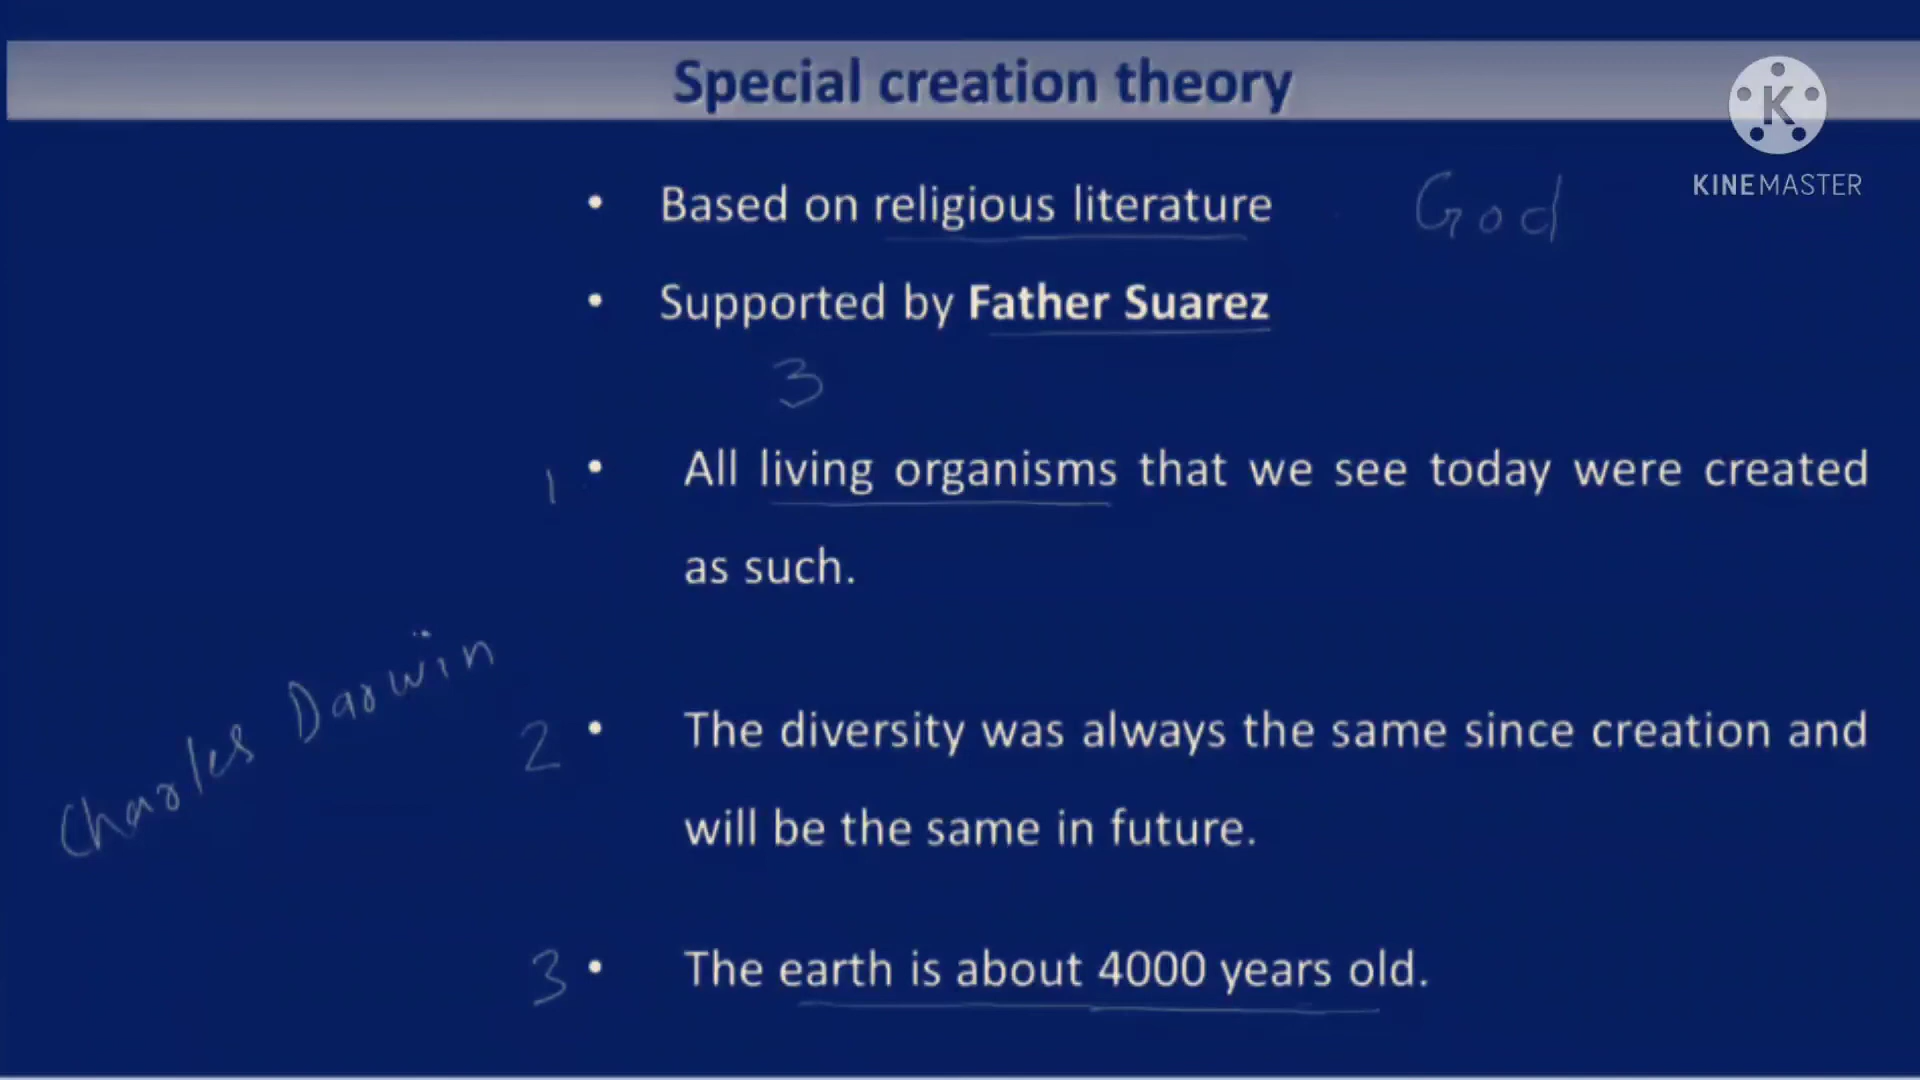 Special creation theory
K
KINEMASTER
• Based on religious literature God
• Supported by Father Suarez
3
1 • All living organisms that we see today were created
as such.
Charles Darwin
2 • The diversity was always the same since creation and
will be the same in future.
3 • The earth is about 4000 years old.